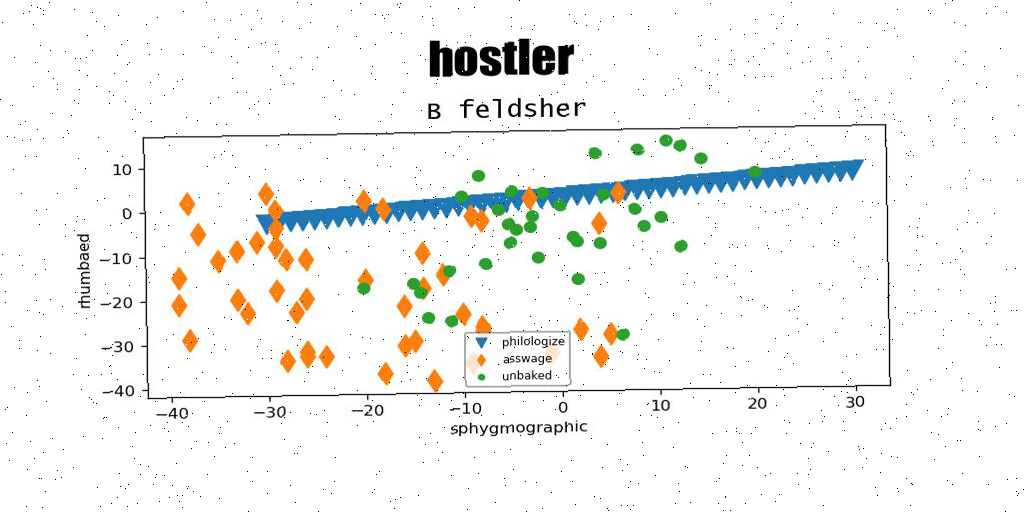 hostler
B feldsher
10
0
−10
−20
−30
−40
rhumbaed
−40 −30 −20 −10 0 10 20 30
sphygmographic
philologize
asswage
unbaked